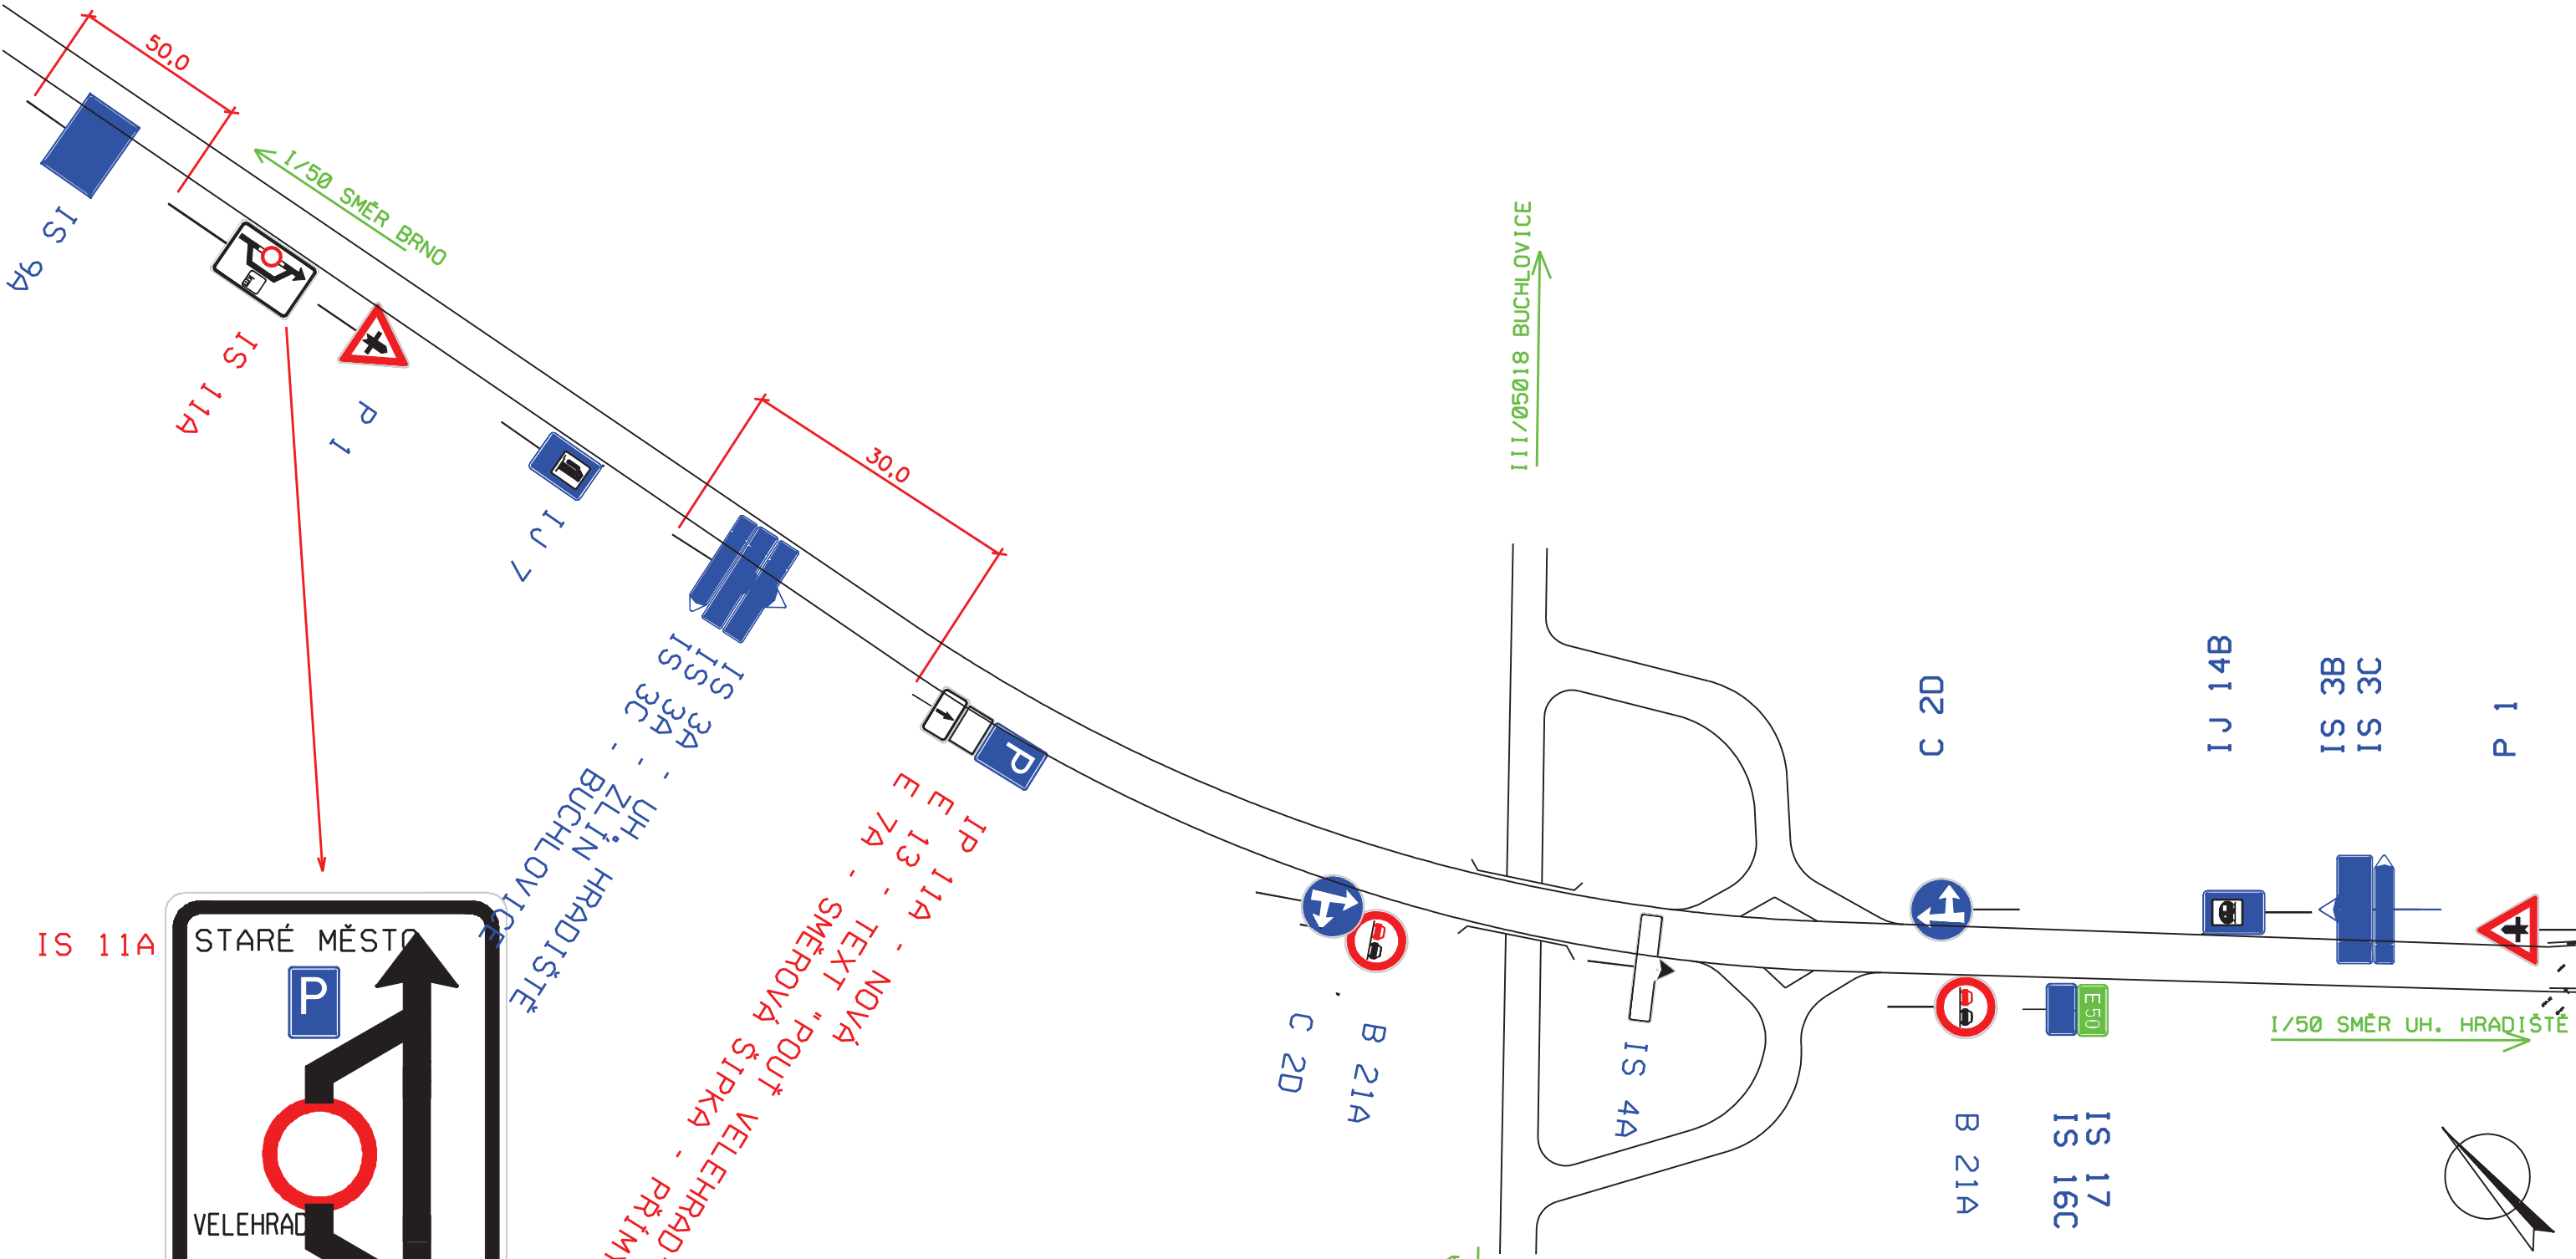 50,0
I/50 SMĚR BRNO
IS 9A
IS 11A
P 1
IJ 7
30,0
IS 3A - UH. HRADIŠTĚ
IS 3A - ZLÍN
IS 3C - BUCHLOVICE
P
IP 11A - NOVÁ
E 13 - TEXT "POUŤ VELEHRAD
E 7A - SMĚROVÁ ŠIPKA - PŘÍM
III/05018 BUCHLOVICE
C 2D
B 21A
IS 4A
C 2D
IJ 14B
IS 3B
IS 3C
P 1
B 21A
IS 16C
IS 17
E50
I/50 SMĚR UH. HRADIŠTĚ
IS 11A
STARÉ MĚSTO
P
VELEHRAD